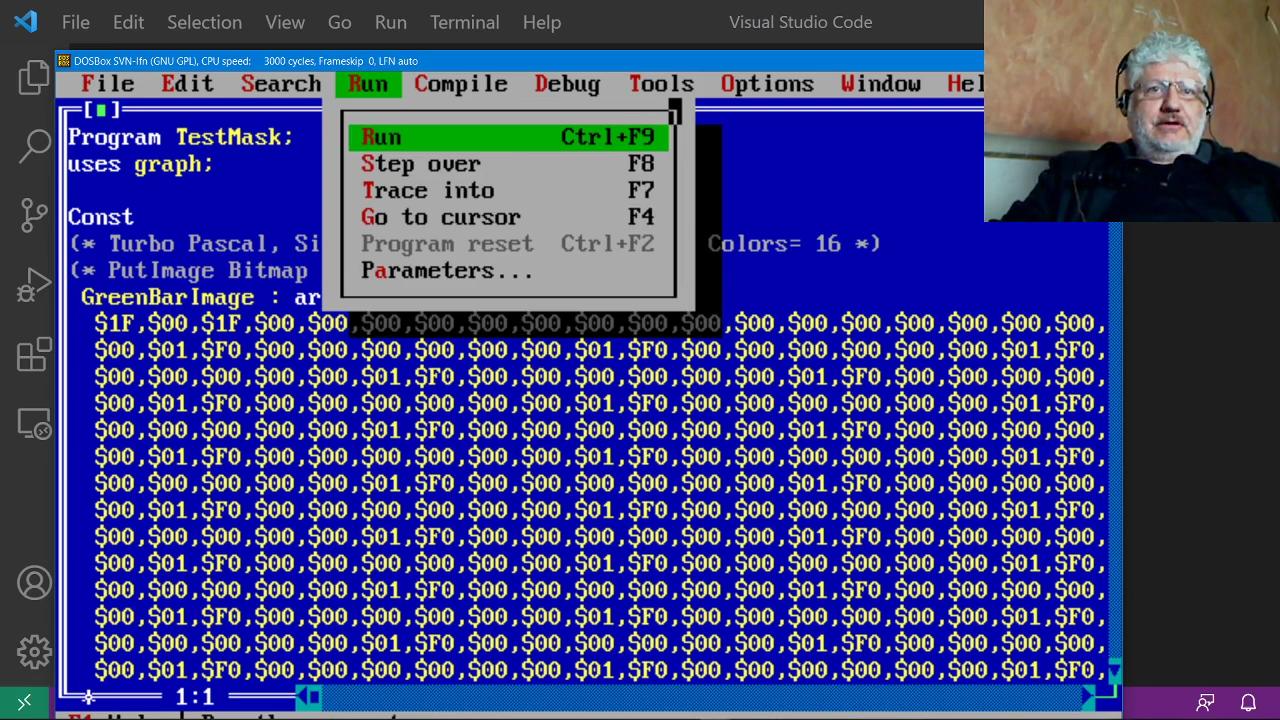 File Edit Selection View Go Run Terminal Help Visual Studio Code
DOSBox SVN-lfn (GNU GPL), CPU speed: 3000 cycles, Frameskip 0, LFN auto
File Edit Search Run Compile Debug Tools Options Window Hel
Program TestMask;
uses graph;
Const
(* Turbo Pascal, Si
Colors= 16 *)
(* PutImage Bitmap
GreenBarImage : ar
Run Ctrl+F9
Step over F8
Trace into F7
Go to cursor F4
Program reset Ctrl+F2
Parameters...
$1F,$00,$1F,$00,$00,$00,$00,$00,$00,$00,$00,$00,$00,$00,$00,$00,$00,$00,$00,
$00,$01,$F0,$00,$00,$00,$00,$00,$00,$01,$F0,$00,$00,$00,$00,$00,$00,$01,$F0,
$00,$00,$00,$00,$00,$01,$F0,$00,$00,$00,$00,$00,$00,$01,$F0,$00,$00,$00,$00,
$00,$01,$F0,$00,$00,$00,$00,$00,$00,$01,$F0,$00,$00,$00,$00,$00,$00,$01,$F0,
$00,$00,$00,$00,$00,$01,$F0,$00,$00,$00,$00,$00,$00,$01,$F0,$00,$00,$00,$00,
$00,$01,$F0,$00,$00,$00,$00,$00,$00,$01,$F0,$00,$00,$00,$00,$00,$00,$01,$F0,
$00,$00,$00,$00,$00,$01,$F0,$00,$00,$00,$00,$00,$00,$01,$F0,$00,$00,$00,$00,
$00,$01,$F0,$00,$00,$00,$00,$00,$00,$01,$F0,$00,$00,$00,$00,$00,$00,$01,$F0,
$00,$00,$00,$00,$00,$01,$F0,$00,$00,$00,$00,$00,$00,$01,$F0,$00,$00,$00,$00,
$00,$01,$F0,$00,$00,$00,$00,$00,$00,$01,$F0,$00,$00,$00,$00,$00,$00,$01,$F0,
$00,$00,$00,$00,$00,$01,$F0,$00,$00,$00,$00,$00,$00,$01,$F0,$00,$00,$00,$00,
$00,$01,$F0,$00,$00,$00,$00,$00,$00,$01,$F0,$00,$00,$00,$00,$00,$00,$01,$F0,
$00,$00,$00,$00,$00,$01,$F0,$00,$00,$00,$00,$00,$00,$01,$F0,$00,$00,$00,$00,
$00,$01,$F0,$00,$00,$00,$00,$00,$00,$01,$F0,$00,$00,$00,$00,$00,$00,$01,$F0,
1:1